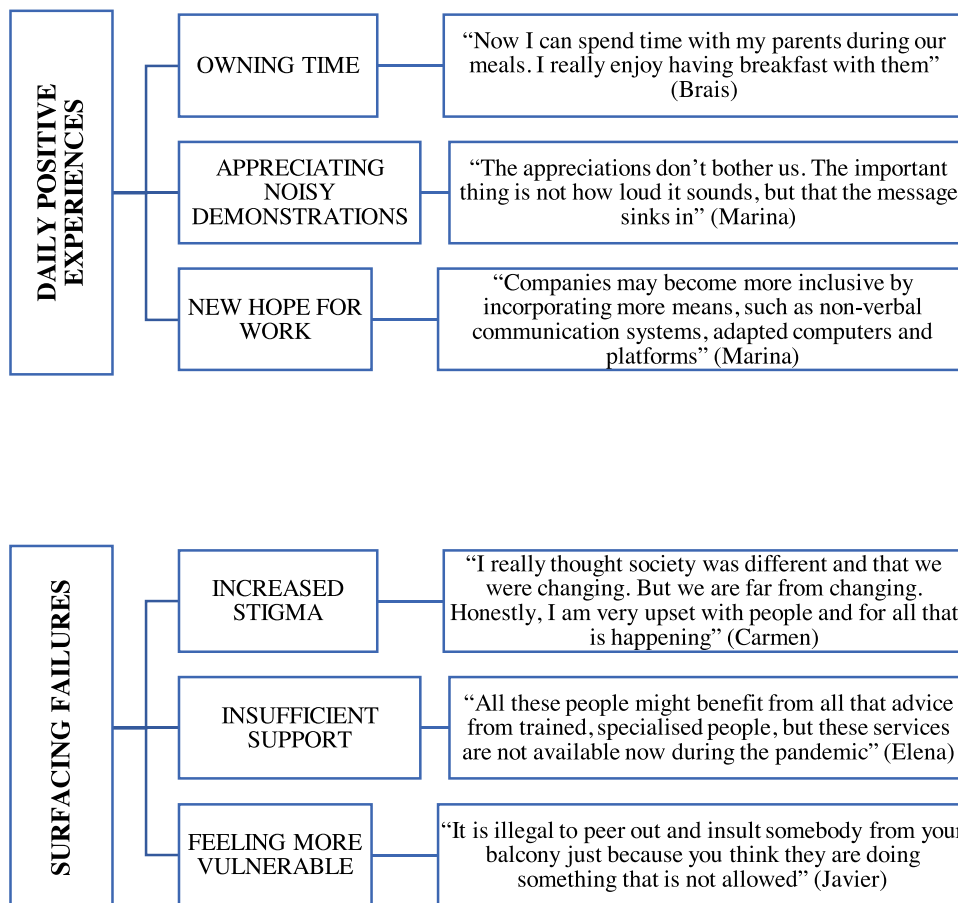 DAILY POSITIVE
EXPERIENCES
OWNING TIME
“Now I can spend time with my parents during our
meals. I really enjoy having breakfast with them”
(Brais)
APPRECIATING
NOISY
DEMONSTRATIONS
“The appreciations don’t bother us. The important
thing is not how loud it sounds, but that the message
sinks in” (Marina)
NEW HOPE FOR
WORK
“Companies may become more inclusive by
incorporating more means, such as non-verbal
communication systems, adapted computers and
platforms” (Marina)
SURFACING FAILURES
INCREASED
STIGMA
“I really thought society was different and that we
were changing. But we are far from changing.
Honestly, I am very upset with people and for all that
is happening” (Carmen)
INSUFFICIENT
SUPPORT
“All these people might benefit from all that advice
from trained, specialised people, but these services
are not available now during the pandemic” (Elena)
FEELING MORE
VULNERABLE
“It is illegal to peer out and insult somebody from your
balcony just because you think they are doing
something that is not allowed” (Javier)